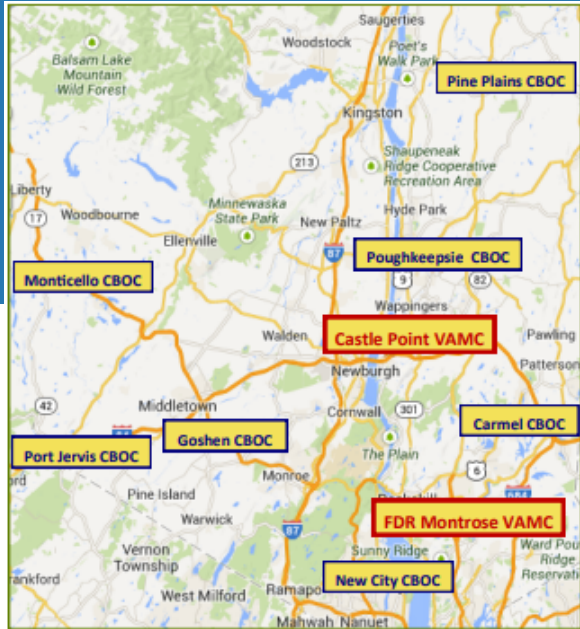 Saugerties
Woodstock
Poet's
Walk Park
Balsam Lake
Mountain
Wild Forest
Pine Plains CBOC
Kingston
213
Shaupeneak
Ridge Cooperative
Recreation Area
Liberty
17
Woodbourne
Minnewaska
State Park
Hyde Park
New Paltz
Ellenville
87
Poughkeepsie CBOC
Monticello CBOC
9
82
Wappingers
Walden
Castle Point VAMC
Pawling
Newburgh
Patterson
42
Middletown
Cornwall
301
Carmel CBOC
Goshen CBOC
Port Jervis CBOC
The Plain
Monroe
6
Pine Island
Warwick
FDR Montrose VAMC
87
Vernon
Township
Sunny Ridge
Ward Pou
Ridge
Reservati
rankford
New City CBOC
West Milford
Ramapo
Mahwah
Nanuet